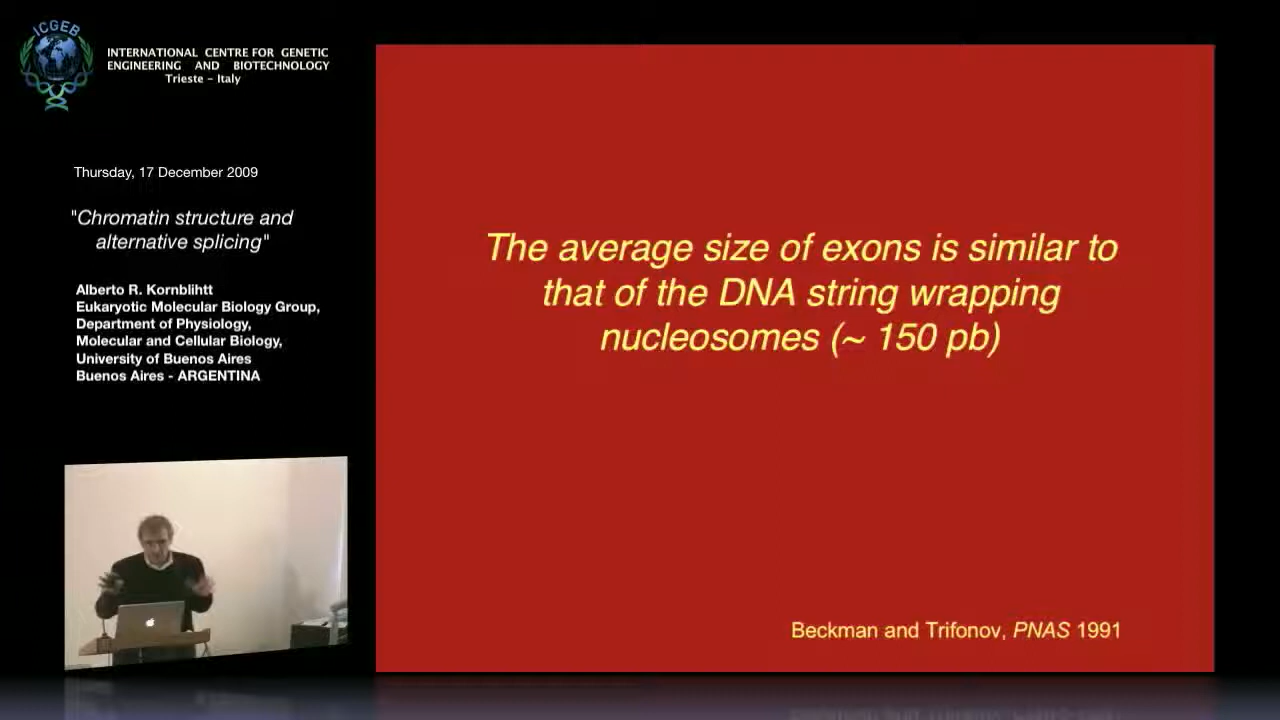 ICGEB
INTERNATIONAL CENTRE FOR GENETIC
ENGINEERING AND BIOTECHNOLOGY
Trieste - Italy
Thursday, 17 December 2009
"Chromatin structure and
alternative splicing"
Alberto R. Kornblihtt
Eukaryotic Molecular Biology Group,
Department of Physiology,
Molecular and Cellular Biology,
University of Buenos Aires
Buenos Aires - ARGENTINA
The average size of exons is similar to
that of the DNA string wrapping
nucleosomes (~ 150 pb)
Beckman and Trifonov, PNAS 1991